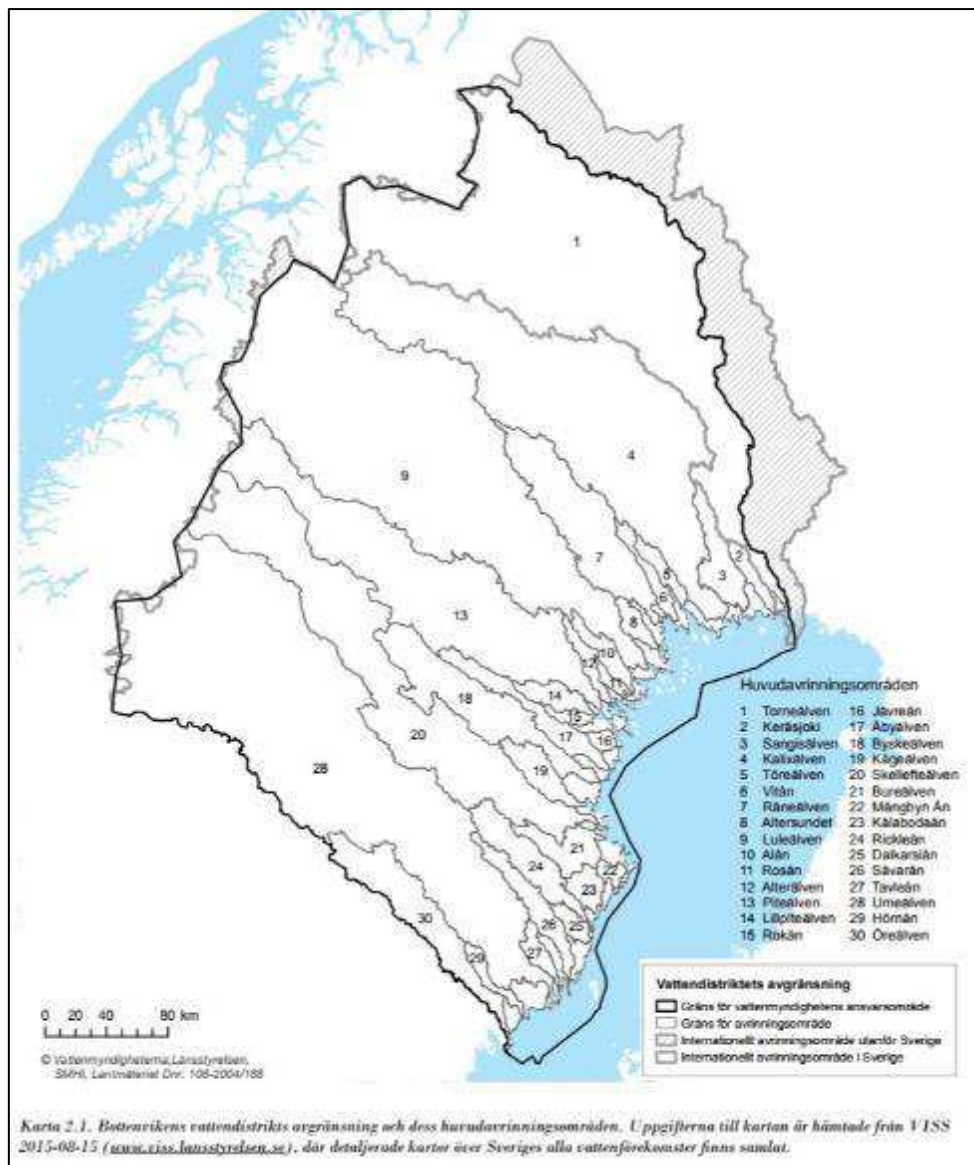 1
4
9
7
2
3
5
6
8
13
10
12
11
14
15
16
18
17
20
19
28
21
24
22
23
30
26
25
27
29
Huvudavrinningsområden
1 Torneälven
2 Keräsjoki
3 Sangisälven
4 Kalixälven
5 Töreälven
6 Vitån
7 Råneälven
8 Altersundet
9 Luleälven
10 Alån
11 Rosån
12 Alterälven
13 Piteälven
14 Lillpiteälven
15 Rokån
16 Jävreån
17 Åbyälven
18 Byskeälven
19 Kågeälven
20 Skellefteälven
21 Bureälven
22 Mångbyn Ån
23 Kålabodaån
24 Rickleån
25 Dalkarsån
26 Sävarån
27 Tavleån
28 Umeälven
29 Hörnån
30 Öreälven
Vattendistriktets avgränsning
Gräns för vattenmyndighetens ansvarsområde
Gräns för avrinningsområde
Internationellt avrinningsområde utanför Sverige
Internationellt avrinningsområde i Sverige
0 20 40 80 km
© Vattenmyndigheterna, Länsstyrelsen,
SMHI, Lantmäteriet Dnr. 106-2004/188
Karta 2.1. Bottenvikens vattendistrikts avgränsning och dess huvudavrinningsområden. Uppgifterna till kartan är hämtade från VISS
2015-08-15 (www.viss.lansstyrelsen.se), där detaljerade kartor över Sveriges alla vattenförekomster finns samlat.